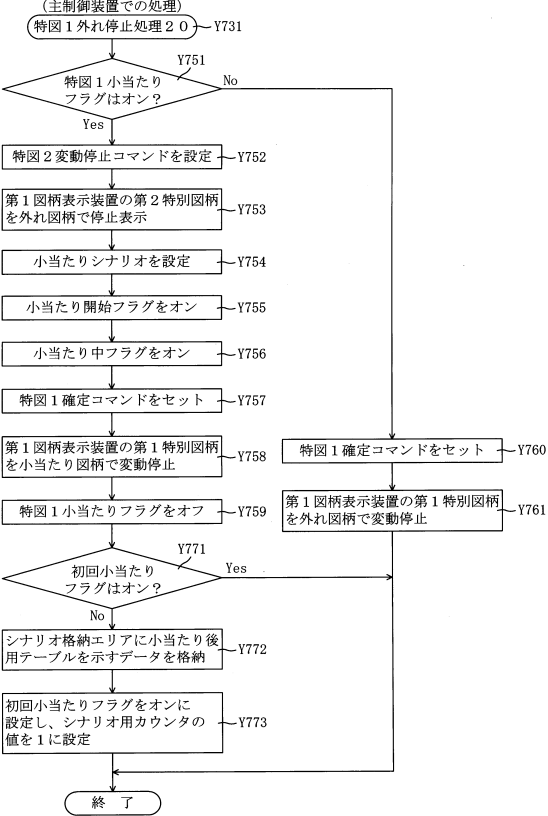 (主制御装置での処理)
特図1外れ停止処理20
Y731
Y751
特図1小当たり
フラグはオン?
No
Yes
特図2変動停止コマンドを設定
Y752
第1図柄表示装置の第2特別図柄
を外れ図柄で停止表示
Y753
小当たりシナリオを設定
Y754
小当たり開始フラグをオン
Y755
小当たり中フラグをオン
Y756
特図1確定コマンドをセット
Y757
第1図柄表示装置の第1特別図柄
を小当たり図柄で変動停止
Y758
特図1確定コマンドをセット
Y760
特図1小当たりフラグをオフ
Y759
第1図柄表示装置の第1特別図柄
を外れ図柄で変動停止
Y761
Y771
初回小当たり
フラグはオン?
Yes
No
シナリオ格納エリアに小当たり後
用テーブルを示すデータを格納
Y772
初回小当たりフラグをオンに
設定し、シナリオ用カウンタの
値を1に設定
Y773
終 了